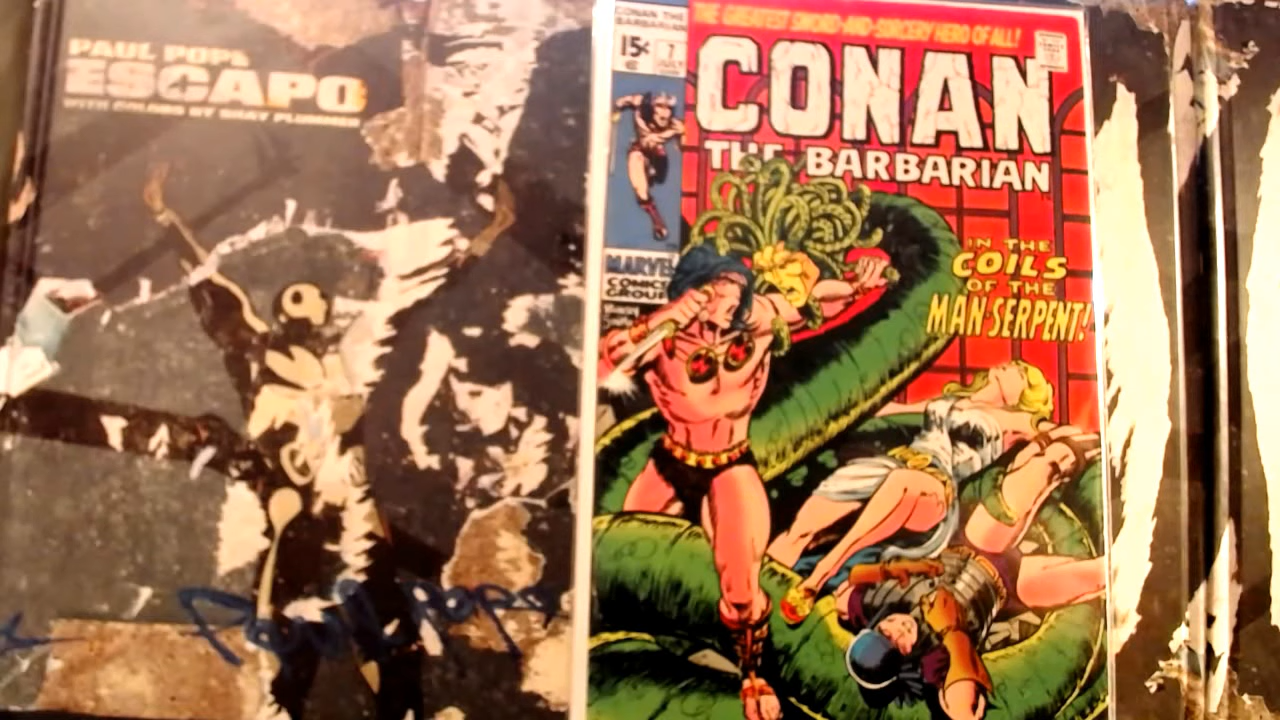 PAUL POPE
ESCAPO
WITH COLORS BY SHAY PLUMMER
Paul Pope
CONAN THE
BARBARIAN
15¢
7
JULY
MARVEL
COMICS
GROUP
THE GREATEST SWORD-AND-SORCERY HERO OF ALL!
CONAN
THE BARBARIAN
IN THE
COILS
OF THE
MAN-SERPENT!